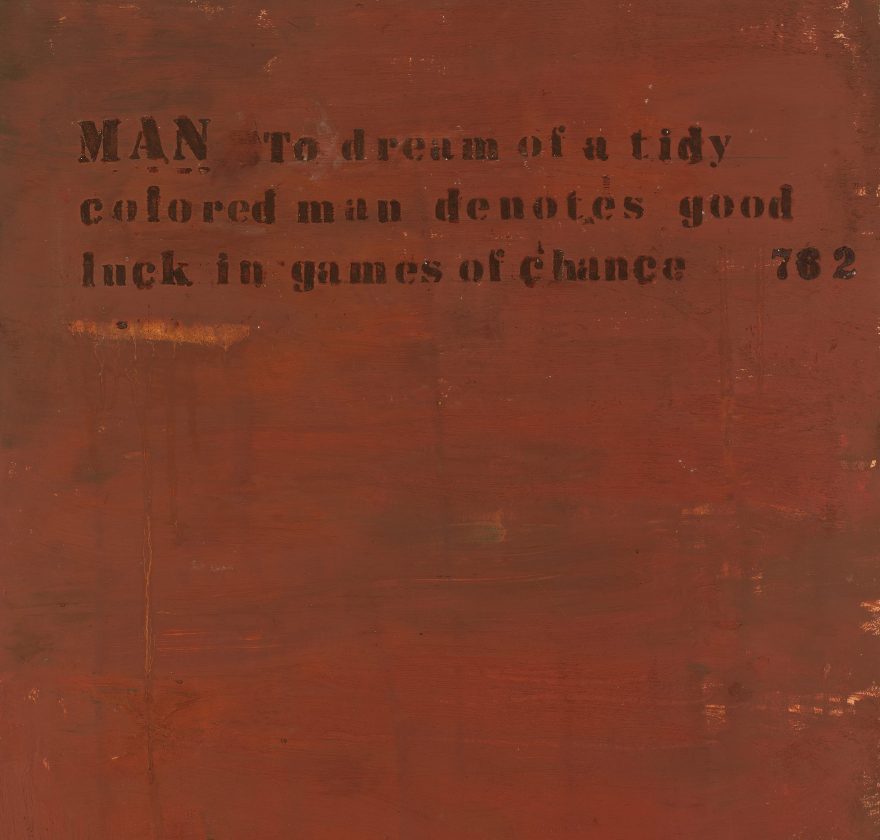 MAN To dream of a tidy
colored man denotes good
luck in games of chance 762